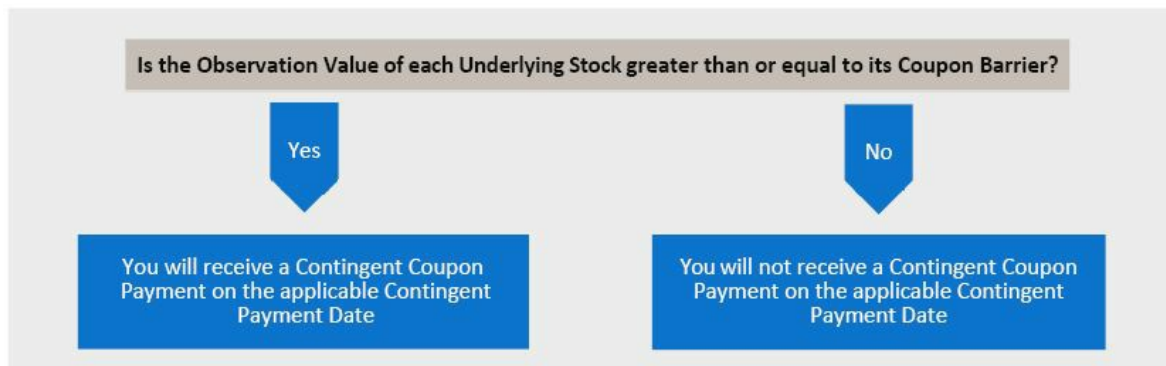 Is the Observation Value of each Underlying Stock greater than or equal to its Coupon Barrier?
Yes
No
You will receive a Contingent Coupon
Payment on the applicable Contingent
Payment Date
You will not receive a Contingent Coupon
Payment on the applicable Contingent
Payment Date